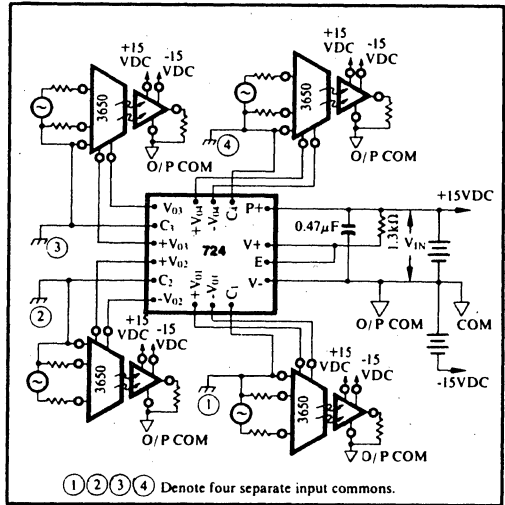 +15 VDC
-15 VDC
3650
O/P COM
+15 VDC
-15 VDC
3650
④
O/P COM
③
②
-V03
C3
+V03
+V02
C2
-V02
+V04
-V04
C4
724
+V01
-V01
C1
P+
V+
E
V-
0.47μF
1.3kΩ
VIN
+15VDC
O/P COM
COM
-15VDC
+15 VDC
-15 VDC
3650
O/P COM
+15 VDC
-15 VDC
3650
①
O/P COM
① ② ③ ④ Denote four separate input commons.